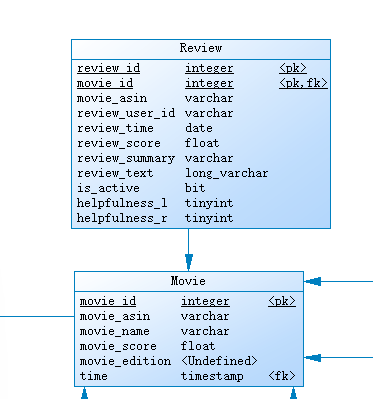 Review
review_id integer <pk>
movie_id integer <pk,fk>
movie_asin varchar
review_user_id varchar
review_time date
review_score float
review_summary varchar
review_text long_varchar
is_active bit
helpfulness_l tinyint
helpfulness_r tinyint
Movie
movie_id integer <pk>
movie_asin varchar
movie_name varchar
movie_score float
movie_edition <Undefined>
time timestamp <fk>